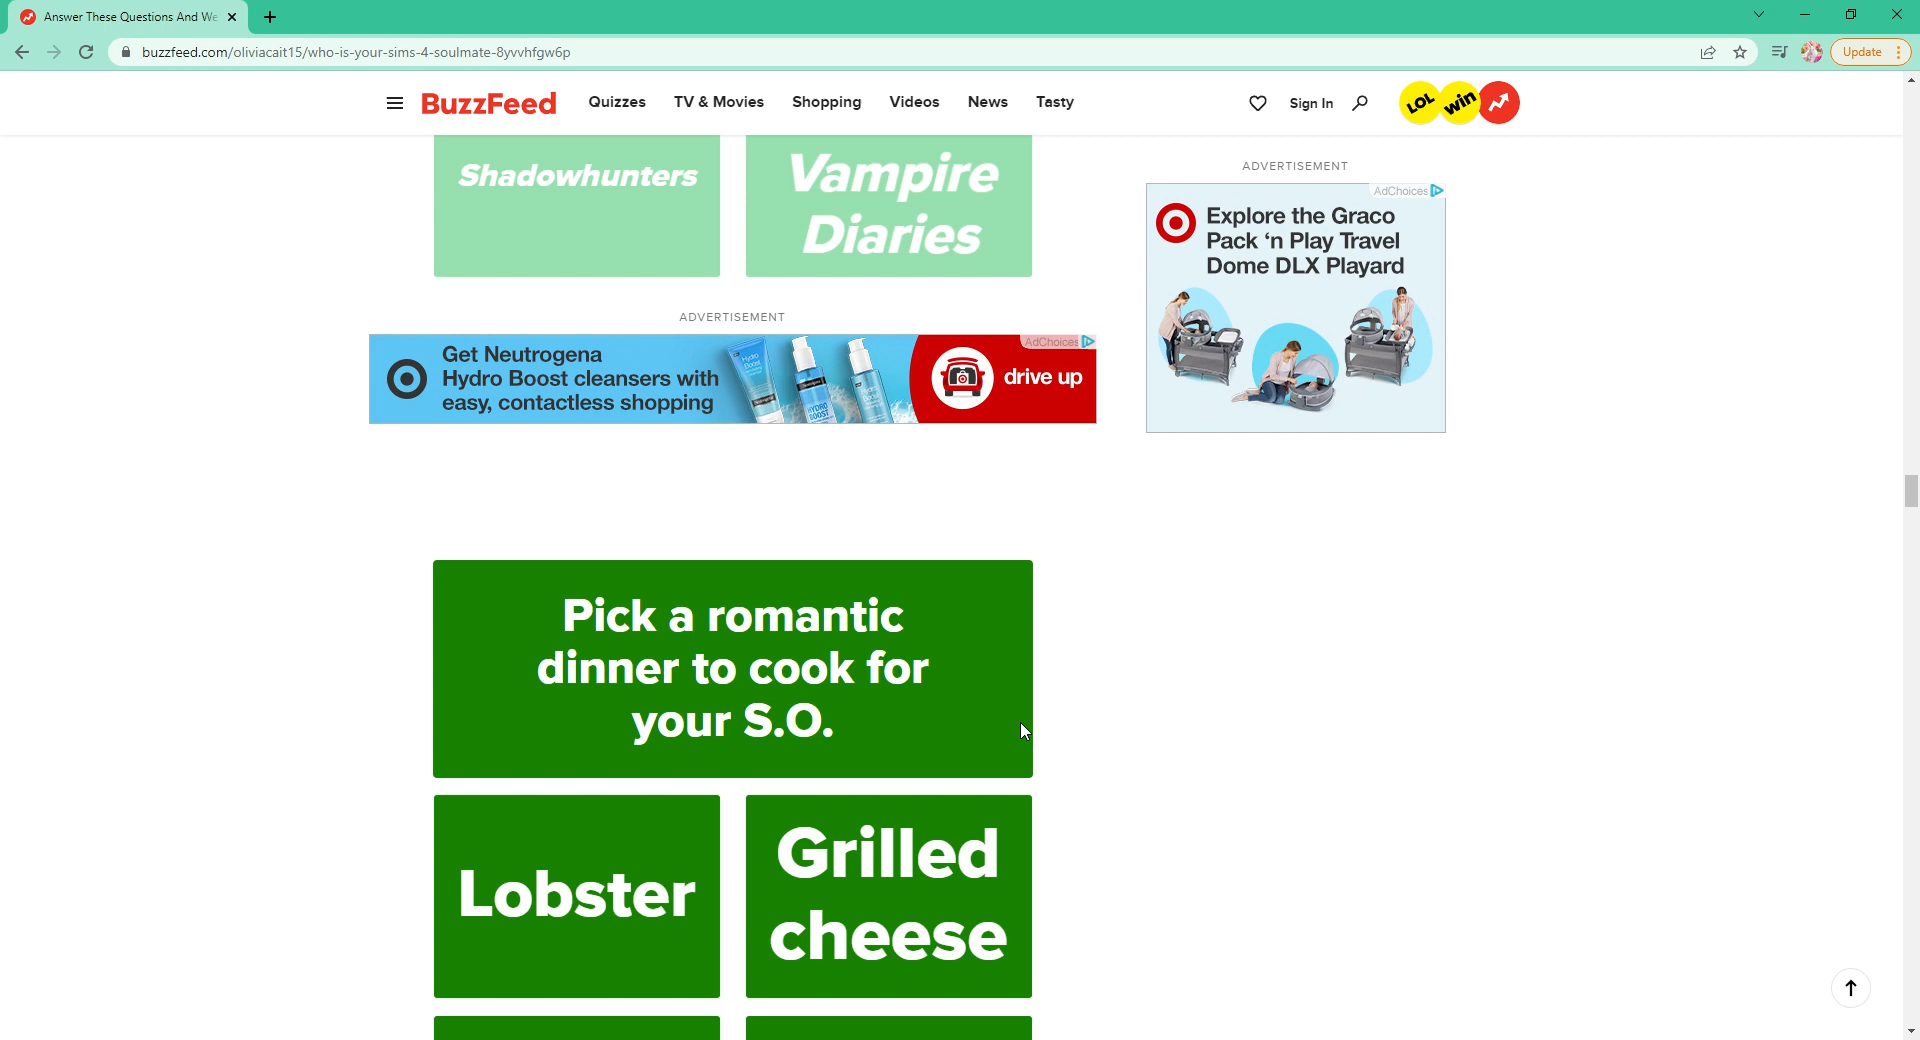 Answer These Questions And We
buzzfeed.com/oliviacait15/who-is-your-sims-4-soulmate-8yvvhfgw6p
Update
BuzzFeed
Quizzes
TV & Movies
Shopping
Videos
News
Tasty
Sign In
LOL
win
Shadowhunters
Vampire
Diaries
ADVERTISEMENT
AdChoices
Explore the Graco
Pack ‘n Play Travel
Dome DLX Playard
ADVERTISEMENT
AdChoices
Get Neutrogena
Hydro Boost cleansers with
easy, contactless shopping
drive up
Pick a romantic
dinner to cook for
your S.O.
Lobster
Grilled
cheese